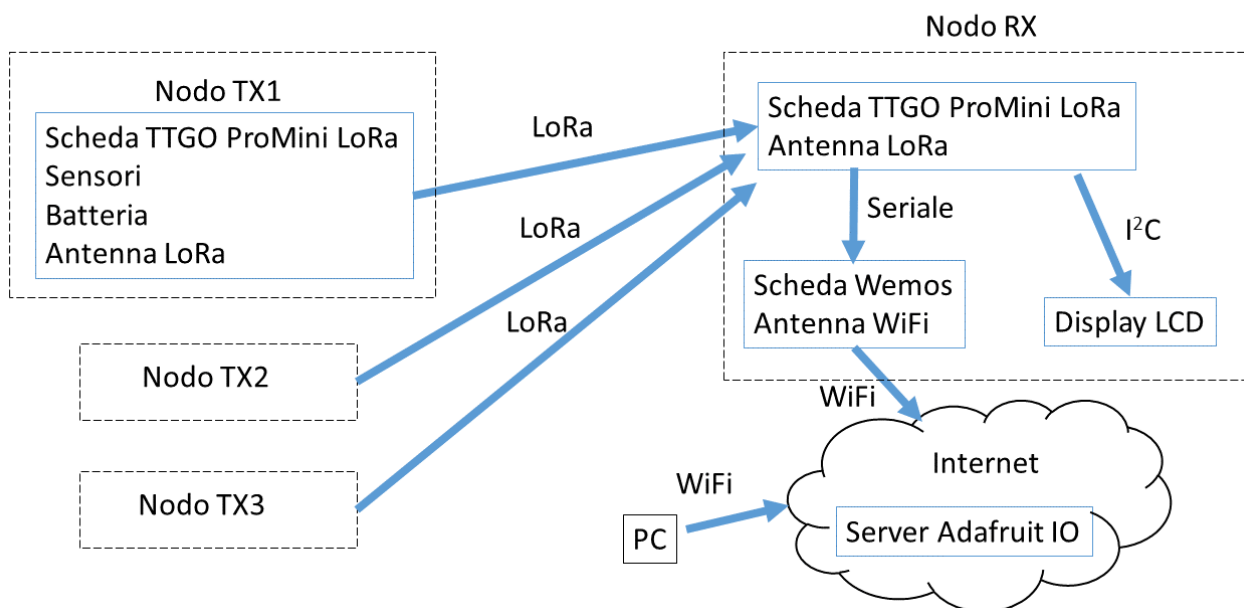 Nodo RX
Nodo TX1
Scheda TTGO ProMini LoRa
Sensori
Batteria
Antenna LoRa
LoRa
Scheda TTGO ProMini LoRa
Antenna LoRa
LoRa
Seriale
I²C
LoRa
Scheda Wemos
Antenna WiFi
Display LCD
Nodo TX2
WiFi
Nodo TX3
Internet
WiFi
PC
Server Adafruit IO